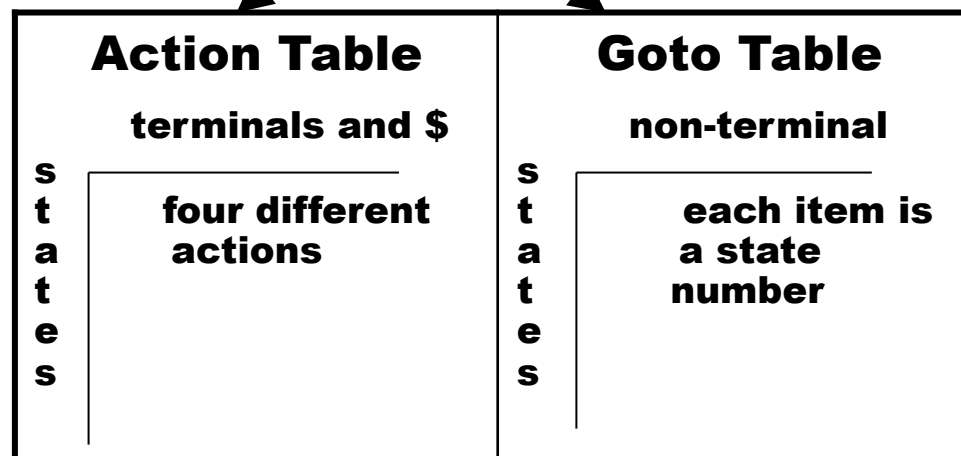 Action Table
terminals and $
s
t
a
t
e
s
four different
actions
Goto Table
non-terminal
s
t
a
t
e
s
each item is
a state
number